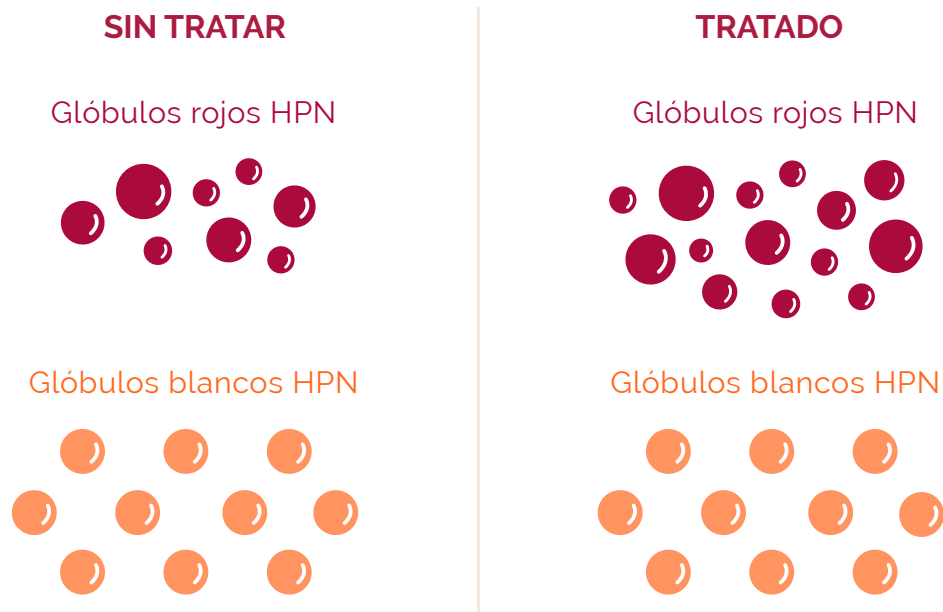 SIN TRATAR
Glóbulos rojos HPN
Glóbulos blancos HPN
TRATADO
Glóbulos rojos HPN
Glóbulos blancos HPN